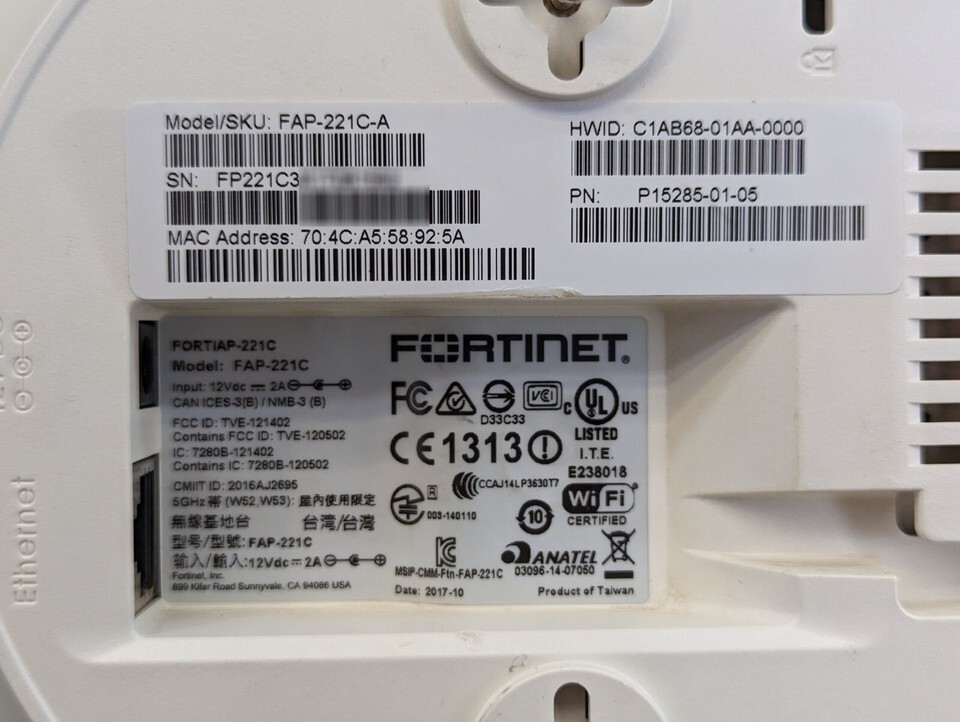 Model/SKU: FAP-221C-A
SN: FP221C3
MAC Address: 70:4C:A5:58:92:5A
HWID: C1AB68-01AA-0000
PN: P15285-01-05
FORTIAP-221C
Model: FAP-221C
Input: 12Vdc 2A
CAN ICES-3(B) / NMB-3 (B)
FCC ID: TVE-121402
Contains FCC ID: TVE-120502
IC: 7280B-121402
Contains IC: 7280B-120502
CMIIT ID: 2016AJ2695
5GHz 帯 (W52,W53): 屋内使用限定
無線基地台 台湾/台灣
型号/型號: FAP-221C
输入/輸入: 12Vdc 2A
Fortinet, Inc.
899 Kifer Road Sunnyvale, CA 94086 USA
FORTINET®
FC
D33C33
VCI
C UL US
LISTED
I.T.E.
E238018
CE1313
CCAJ14LP3630T7
R
003-140110
10
Wi Fi
CERTIFIED
MSIP-CMM-Ftn-FAP-221C
ANATEL
03096-14-07050
Date: 2017-10
Product of Taiwan
Ethernet